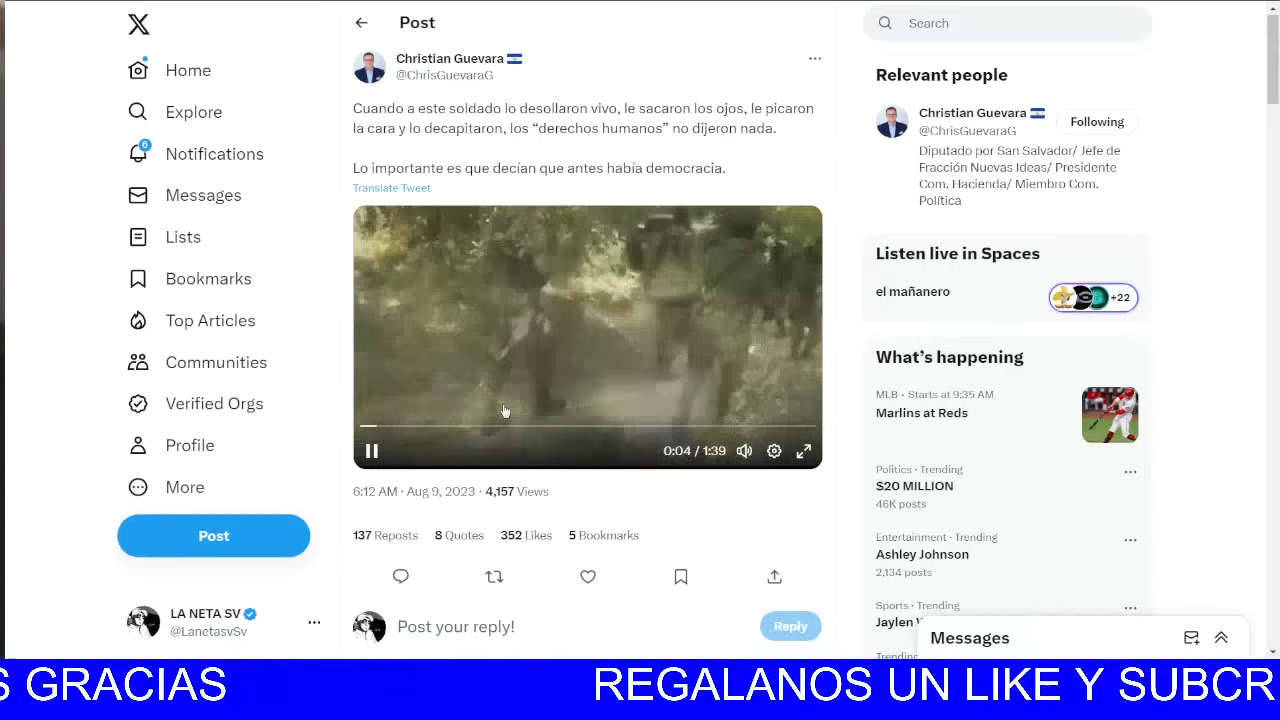 Post
Search
Christian Guevara
@ChrisGuevaraG
Cuando a este soldado lo desollaron vivo, le sacaron los ojos, le picaron
la cara y lo decapitaron, los “derechos humanos” no dijeron nada.
Lo importante es que decían que antes había democracia.
Translate Tweet
0:04 / 1:39
6:12 AM · Aug 9, 2023 · 4,157 Views
137 Reposts 8 Quotes 352 Likes 5 Bookmarks
Post your reply!
Reply
Home
Explore
6
Notifications
Messages
Lists
Bookmarks
Top Articles
Communities
Verified Orgs
Profile
More
Post
LA NETA SV
@LanetasvSv
Relevant people
Christian Guevara
@ChrisGuevaraG
Following
Diputado por San Salvador/ Jefe de
Fracción Nuevas Ideas/ Presidente
Com. Hacienda/ Miembro Com.
Política
Listen live in Spaces
el mañanero
+22
What’s happening
MLB · Starts at 9:35 AM
Marlins at Reds
Politics · Trending
$20 MILLION
46K posts
Entertainment · Trending
Ashley Johnson
2,134 posts
Sports · Trending
Jaylen
Messages
S GRACIAS REGALANOS UN LIKE Y SUBCR